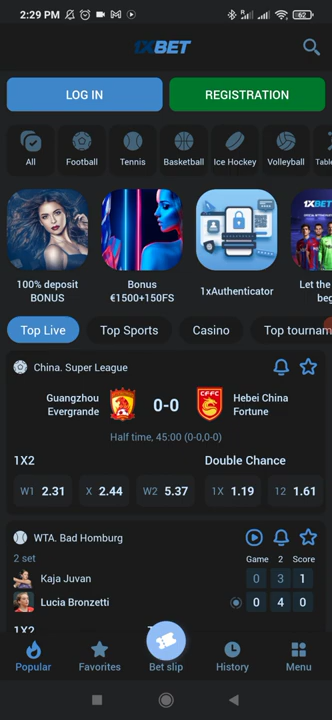 2:29 PM
62
1XBET
LOG IN
REGISTRATION
All
Football
Tennis
Basketball
Ice Hockey
Volleyball
Table
1XBET
100% deposit
BONUS
Bonus
€1500+150FS
1xAuthenticator
Let the
beg
Top Live
Top Sports
Casino
Top tournam
China. Super League
Guangzhou
Evergrande
0-0
Hebei China
Fortune
CFFC
Half time, 45:00 (0-0,0-0)
1X2
Double Chance
W1 2.31
X 2.44
W2 5.37
1X 1.19
12 1.61
WTA. Bad Homburg
2 set
Game 2 Score
Kaja Juvan
0 3 1
Lucia Bronzetti
0 4 0
1X2
Popular
Favorites
Bet slip
History
Menu